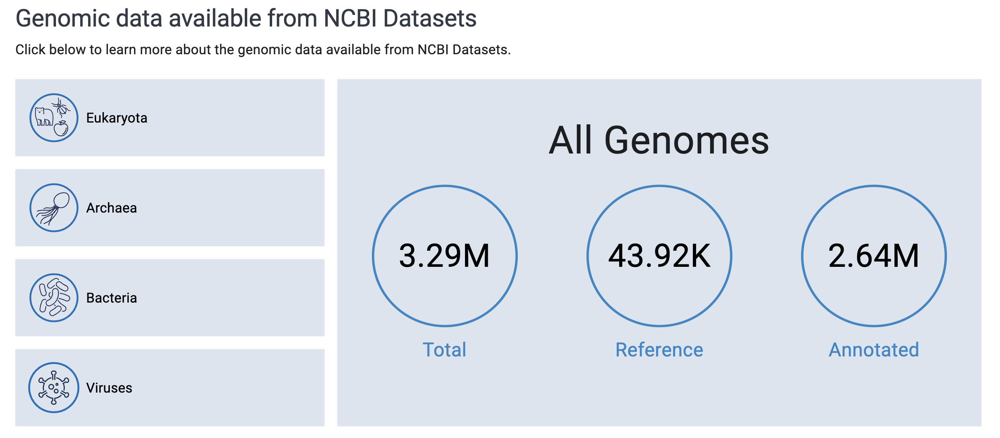 Genomic data available from NCBI Datasets
Click below to learn more about the genomic data available from NCBI Datasets.
Eukaryota
Archaea
Bacteria
Viruses
All Genomes
3.29M
43.92K
2.64M
Total
Reference
Annotated